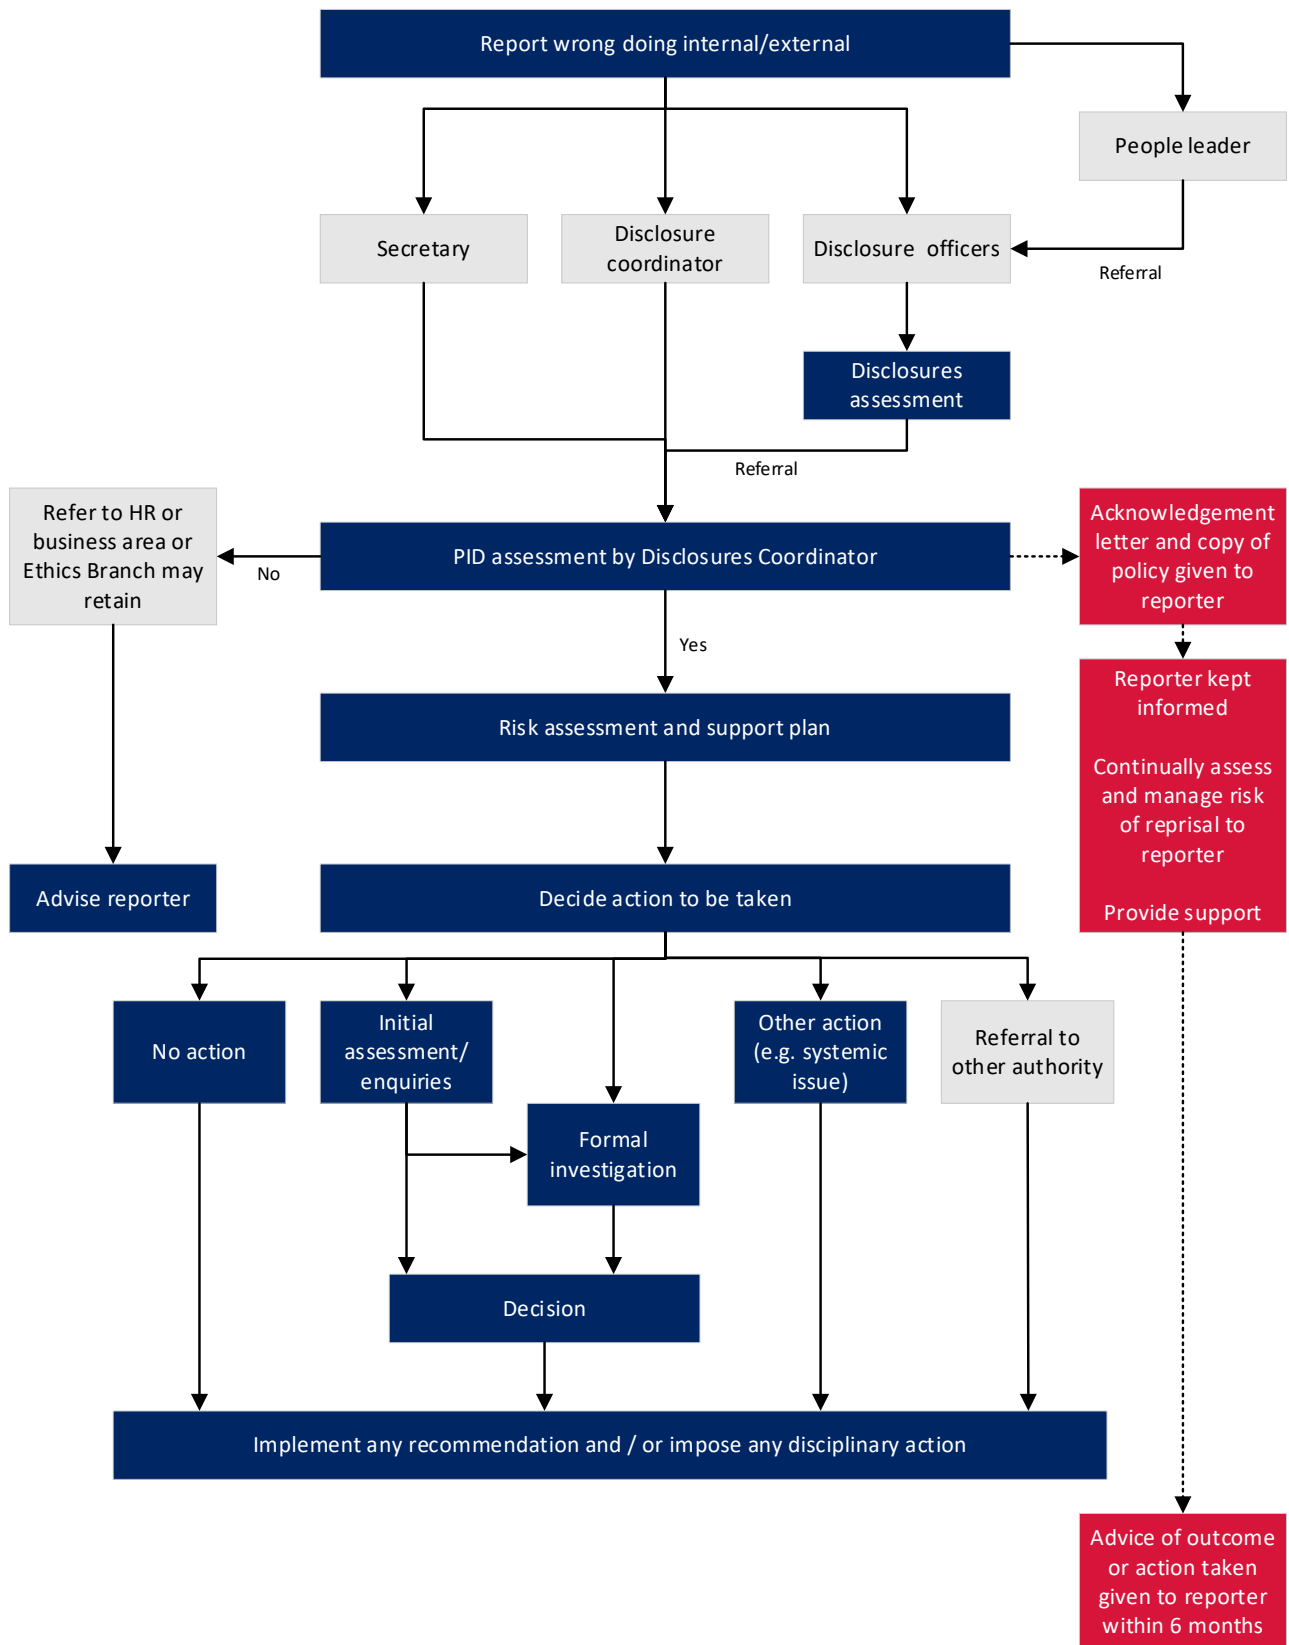 Report wrong doing internal/external
People leader
Secretary
Disclosure
coordinator
Disclosure officers
Referral
Disclosures
assessment
Referral
Refer to HR or
business area or
Ethics Branch may
retain
No
PID assessment by Disclosures Coordinator
Acknowledgement
letter and copy of
policy given to
reporter
Yes
Reporter kept
informed
Continually assess
and manage risk
of reprisal to
reporter
Provide support
Risk assessment and support plan
Advise reporter
Decide action to be taken
No action
Initial
assessment/
enquiries
Other action
(e.g. systemic
issue)
Referral to
other authority
Formal
investigation
Decision
Implement any recommendation and / or impose any disciplinary action
Advice of outcome
or action taken
given to reporter
within 6 months